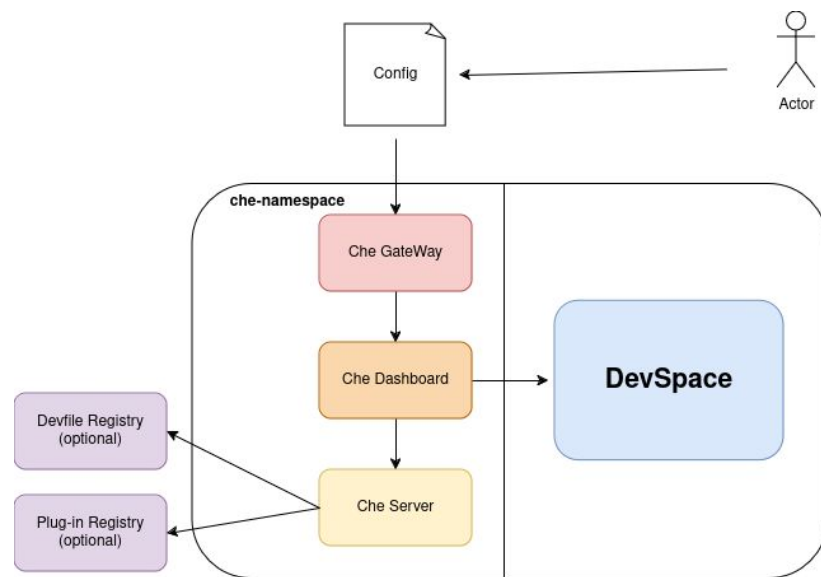 Config
Actor
che-namespace
Che GateWay
Che Dashboard
DevSpace
Devfile Registry
(optional)
Che Server
Plug-in Registry
(optional)